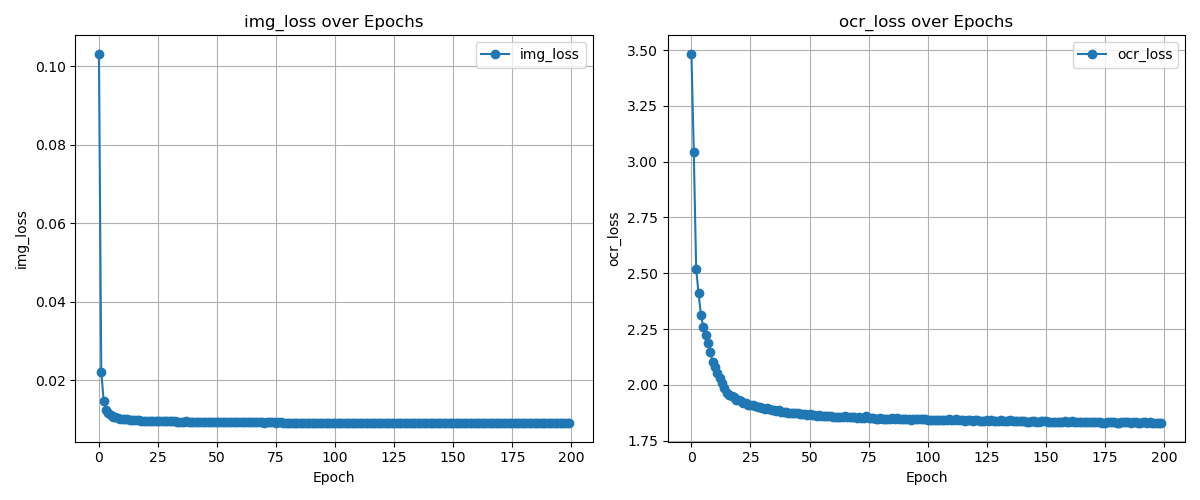 img_loss over Epochs
img_loss
0.10
0.08
0.06
0.04
0.02
img_loss
0 25 50 75 100 125 150 175 200
Epoch
ocr_loss over Epochs
ocr_loss
3.50
3.25
3.00
2.75
2.50
2.25
2.00
1.75
ocr_loss
0 25 50 75 100 125 150 175 200
Epoch